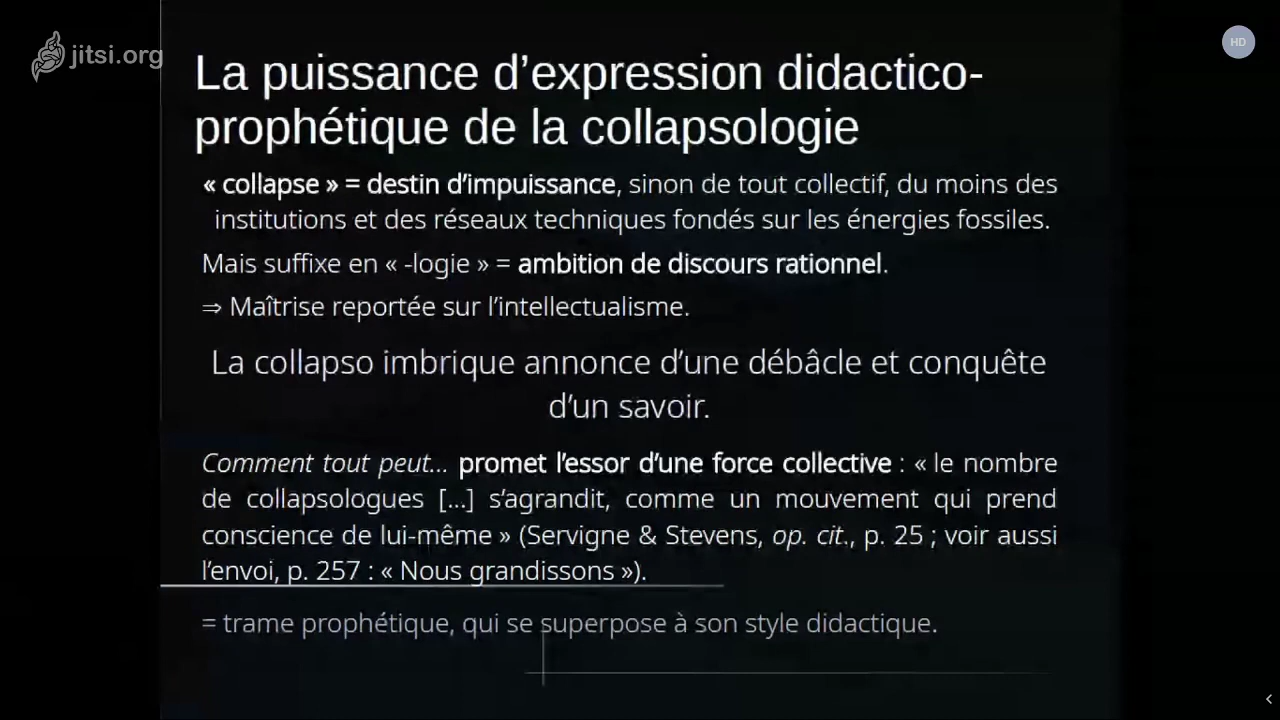 jitsi.org
HD
La puissance d’expression didactico-
prophétique de la collapsologie
« collapse » = destin d’impuissance, sinon de tout collectif, du moins des
institutions et des réseaux techniques fondés sur les énergies fossiles.
Mais suffixe en « -logie » = ambition de discours rationnel.
⇒ Maîtrise reportée sur l’intellectualisme.
La collapso imbrique annonce d’une débâcle et conquête
d’un savoir.
Comment tout peut… promet l’essor d’une force collective : « le nombre
de collapsologues […] s’agrandit, comme un mouvement qui prend
conscience de lui-même » (Servigne & Stevens, op. cit., p. 25 ; voir aussi
l’envoi, p. 257 : « Nous grandissons »).
= trame prophétique, qui se superpose à son style didactique.